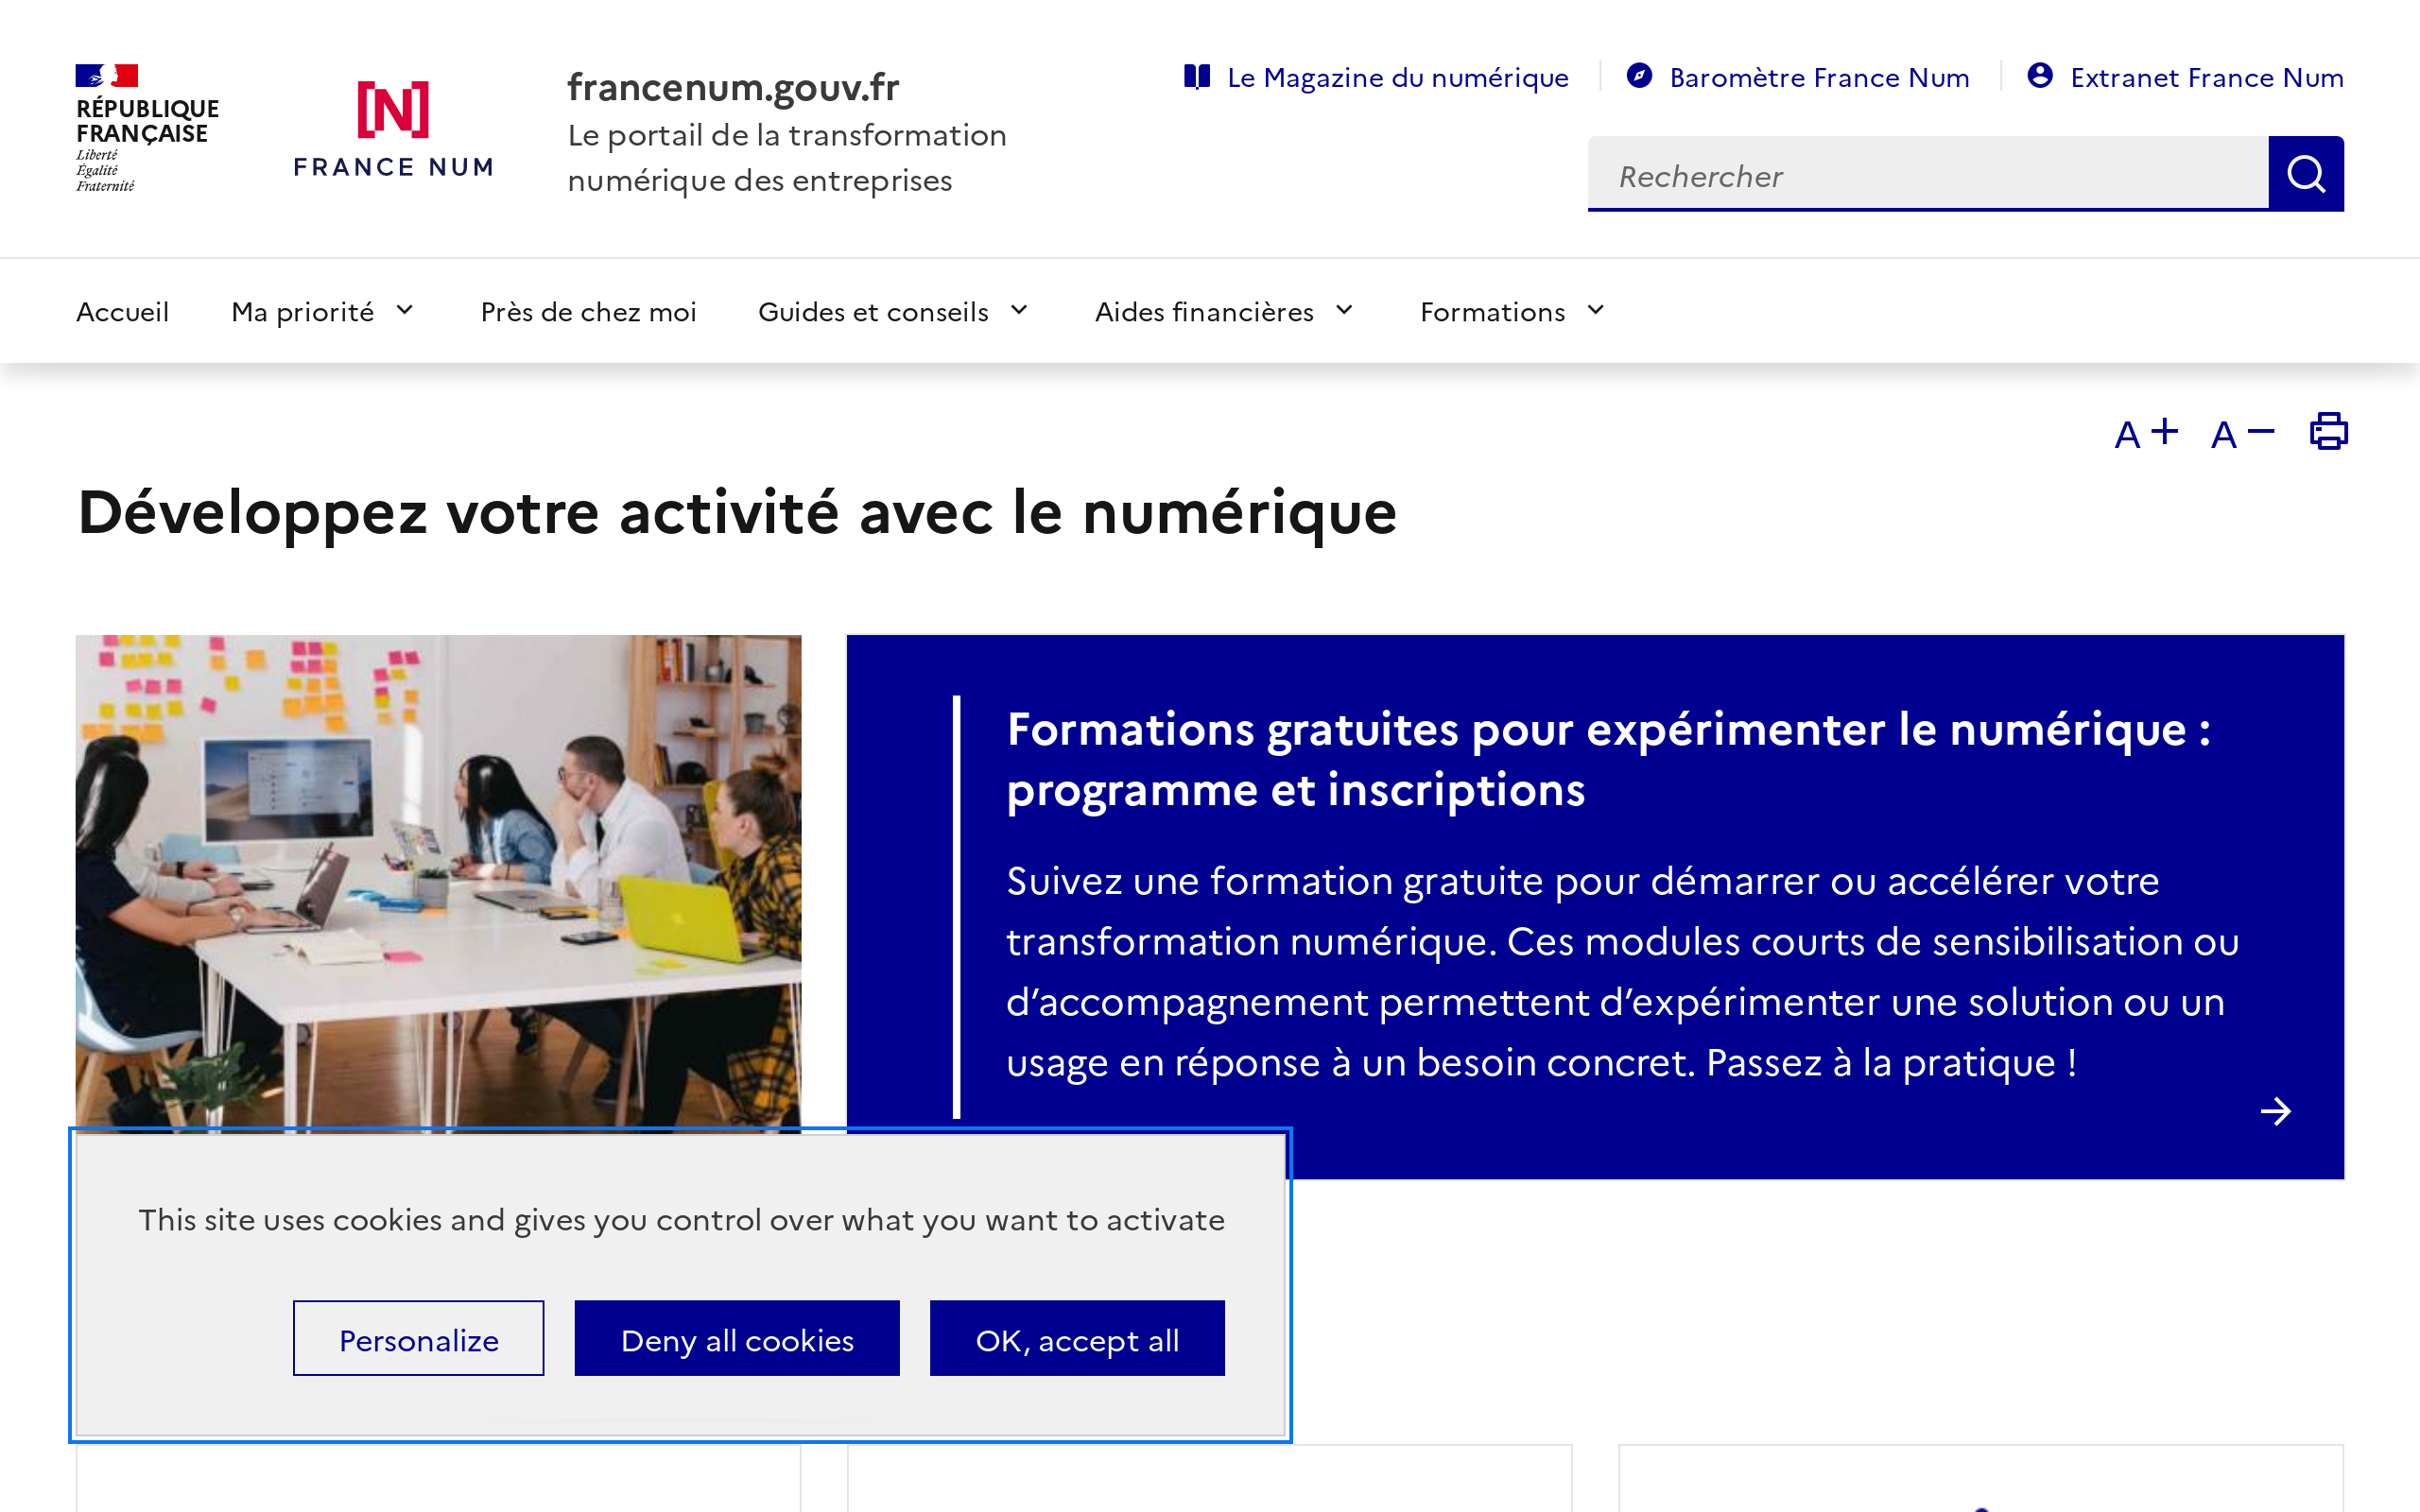 RÉPUBLIQUE
FRANÇAISE
Liberté
Égalité
Fraternité
FRANCE NUM
francenum.gouv.fr
Le portail de la transformation
numérique des entreprises
Le Magazine du numérique
Baromètre France Num
Extranet France Num
Rechercher
Accueil
Ma priorité
Près de chez moi
Guides et conseils
Aides financières
Formations
A+
A−
Développez votre activité avec le numérique
Formations gratuites pour expérimenter le numérique :
programme et inscriptions
Suivez une formation gratuite pour démarrer ou accélérer votre
transformation numérique. Ces modules courts de sensibilisation ou
d’accompagnement permettent d’expérimenter une solution ou un
usage en réponse à un besoin concret. Passez à la pratique !
This site uses cookies and gives you control over what you want to activate
Personalize
Deny all cookies
OK, accept all